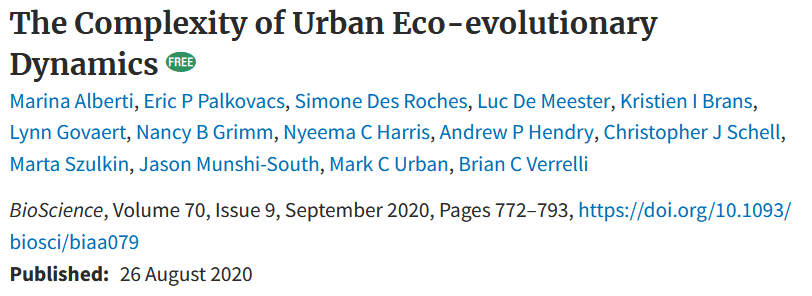 The Complexity of Urban Eco-evolutionary
Dynamics FREE
Marina Alberti, Eric P Palkovacs, Simone Des Roches, Luc De Meester, Kristien I Brans,
Lynn Govaert, Nancy B Grimm, Nyeema C Harris, Andrew P Hendry, Christopher J Schell,
Marta Szulkin, Jason Munshi-South, Mark C Urban, Brian C Verrelli
BioScience, Volume 70, Issue 9, September 2020, Pages 772–793, https://doi.org/10.1093/
biosci/biaa079
Published: 26 August 2020